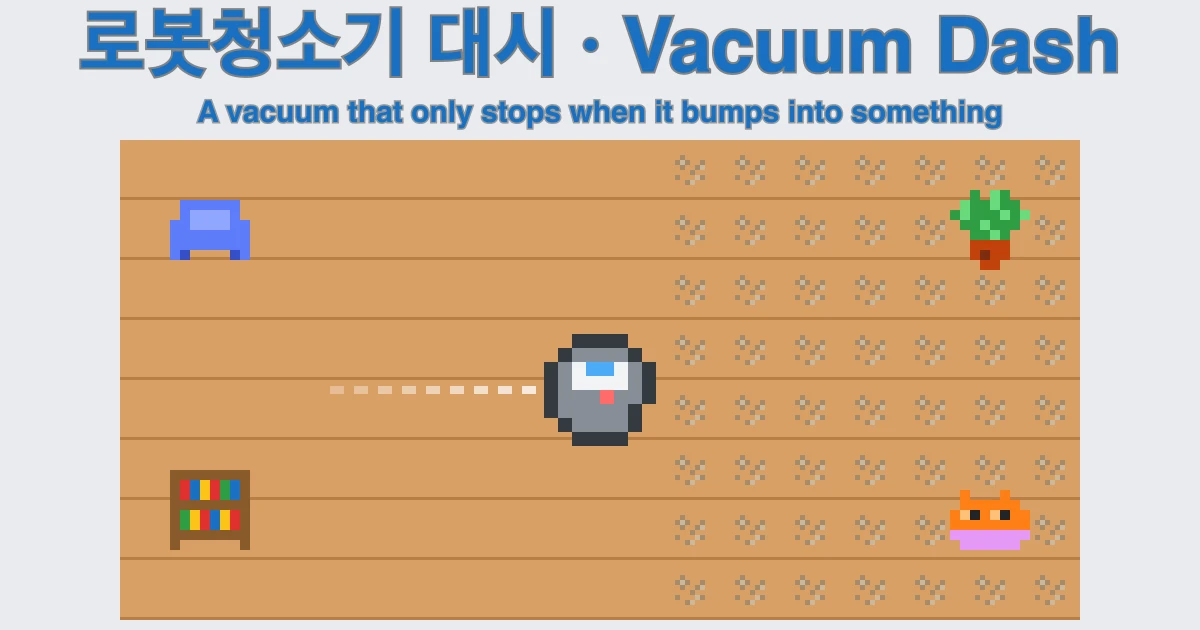 로봇청소기 대시 · Vacuum Dash
A vacuum that only stops when it bumps into something